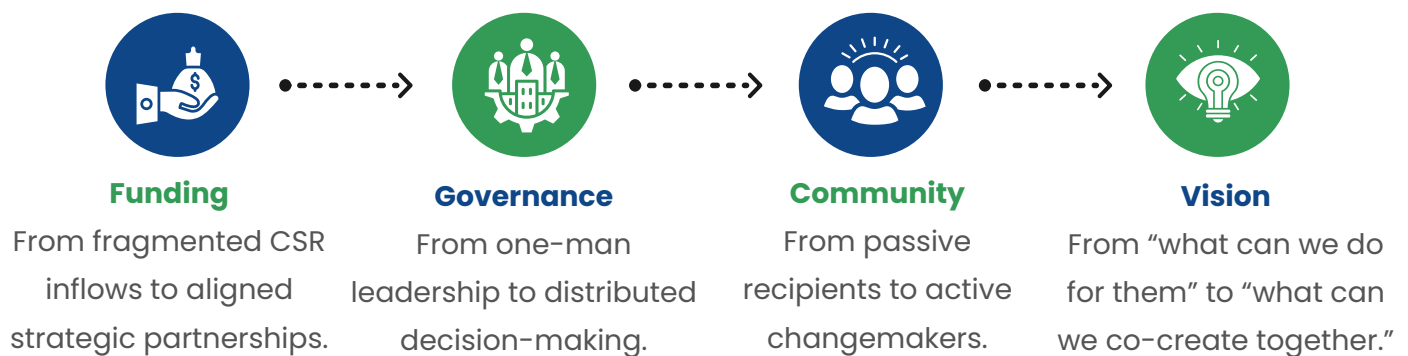 $
Funding
From fragmented CSR
inflows to aligned
strategic partnerships.
Governance
From one-man
leadership to distributed
decision-making.
Community
From passive
recipients to active
changemakers.
Vision
From “what can we do
for them” to “what can
we co-create together.”